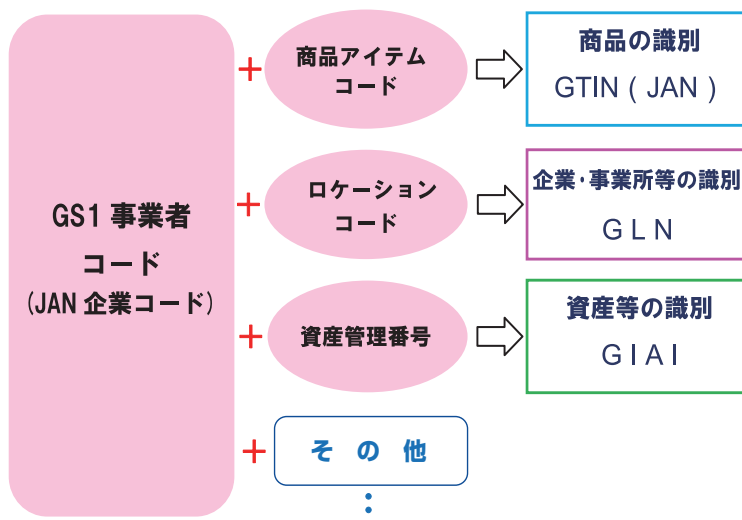 GS1 事業者
コード
(JAN 企業コード)
+
商品アイテム
コード
商品の識別
GTIN ( JAN )
+
ロケーション
コード
企業・事業所等の識別
G L N
+
資産管理番号
資産等の識別
G I A I
+
そ の 他
: